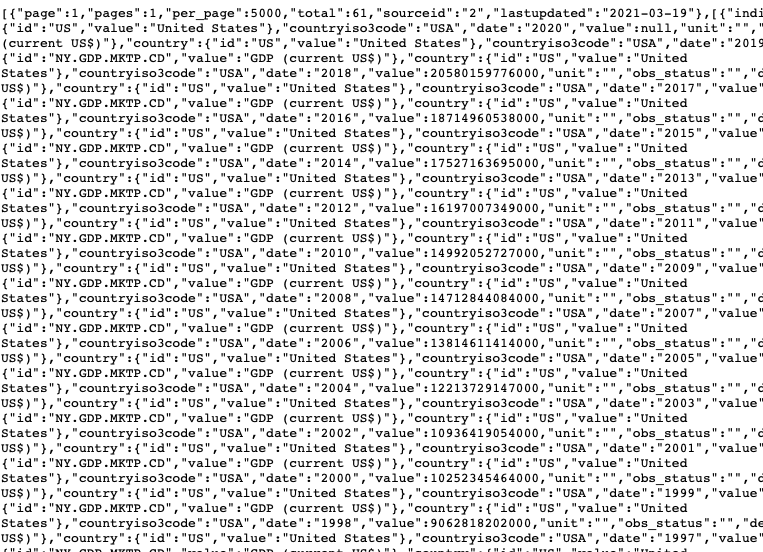 [{"page":1,"pages":1,"per_page":5000,"total":61,"sourceid":"2","lastupdated":"2021-03-19"},[{"indi
{"id":"US","value":"United States"},"countryiso3code":"USA","date":"2020","value":null,"unit":"","
(current US$)"},"country":{"id":"US","value":"United States"},"countryiso3code":"USA","date":"2019
{"id":"NY.GDP.MKTP.CD","value":"GDP (current US$)"},"country":{"id":"US","value":"United
States"},"countryiso3code":"USA","date":"2018","value":20580159776000,"unit":"","obs_status":"","d
US$)"},"country":{"id":"US","value":"United States"},"countryiso3code":"USA","date":"2017","value"
{"id":"NY.GDP.MKTP.CD","value":"GDP (current US$)"},"country":{"id":"US","value":"United
States"},"countryiso3code":"USA","date":"2016","value":18714960538000,"unit":"","obs_status":"","d
US$)"},"country":{"id":"US","value":"United States"},"countryiso3code":"USA","date":"2015","value"
{"id":"NY.GDP.MKTP.CD","value":"GDP (current US$)"},"country":{"id":"US","value":"United
States"},"countryiso3code":"USA","date":"2014","value":17527163695000,"unit":"","obs_status":"","d
US$)"},"country":{"id":"US","value":"United States"},"countryiso3code":"USA","date":"2013","value"
{"id":"NY.GDP.MKTP.CD","value":"GDP (current US$)"},"country":{"id":"US","value":"United
States"},"countryiso3code":"USA","date":"2012","value":16197007349000,"unit":"","obs_status":"","d
US$)"},"country":{"id":"US","value":"United States"},"countryiso3code":"USA","date":"2011","value"
{"id":"NY.GDP.MKTP.CD","value":"GDP (current US$)"},"country":{"id":"US","value":"United
States"},"countryiso3code":"USA","date":"2010","value":14992052727000,"unit":"","obs_status":"","d
US$)"},"country":{"id":"US","value":"United States"},"countryiso3code":"USA","date":"2009","value"
{"id":"NY.GDP.MKTP.CD","value":"GDP (current US$)"},"country":{"id":"US","value":"United
States"},"countryiso3code":"USA","date":"2008","value":14712844084000,"unit":"","obs_status":"","d
US$)"},"country":{"id":"US","value":"United States"},"countryiso3code":"USA","date":"2007","value"
{"id":"NY.GDP.MKTP.CD","value":"GDP (current US$)"},"country":{"id":"US","value":"United
States"},"countryiso3code":"USA","date":"2006","value":13814611414000,"unit":"","obs_status":"","d
US$)"},"country":{"id":"US","value":"United States"},"countryiso3code":"USA","date":"2005","value"
{"id":"NY.GDP.MKTP.CD","value":"GDP (current US$)"},"country":{"id":"US","value":"United
States"},"countryiso3code":"USA","date":"2004","value":12213729147000,"unit":"","obs_status":"","d
US$)"},"country":{"id":"US","value":"United States"},"countryiso3code":"USA","date":"2003","value"
{"id":"NY.GDP.MKTP.CD","value":"GDP (current US$)"},"country":{"id":"US","value":"United
States"},"countryiso3code":"USA","date":"2002","value":10936419054000,"unit":"","obs_status":"","d
US$)"},"country":{"id":"US","value":"United States"},"countryiso3code":"USA","date":"2001","value"
{"id":"NY.GDP.MKTP.CD","value":"GDP (current US$)"},"country":{"id":"US","value":"United
States"},"countryiso3code":"USA","date":"2000","value":10252345464000,"unit":"","obs_status":"","d
US$)"},"country":{"id":"US","value":"United States"},"countryiso3code":"USA","date":"1999","value"
{"id":"NY.GDP.MKTP.CD","value":"GDP (current US$)"},"country":{"id":"US","value":"United
States"},"countryiso3code":"USA","date":"1998","value":9062818202000,"unit":"","obs_status":"","de
US$)"},"country":{"id":"US","value":"United States"},"countryiso3code":"USA","date":"1997","value"
{"id":"NY.GDP.MKTP.CD","value":"GDP (current US$)"},"country":{"id":"US","value":"United